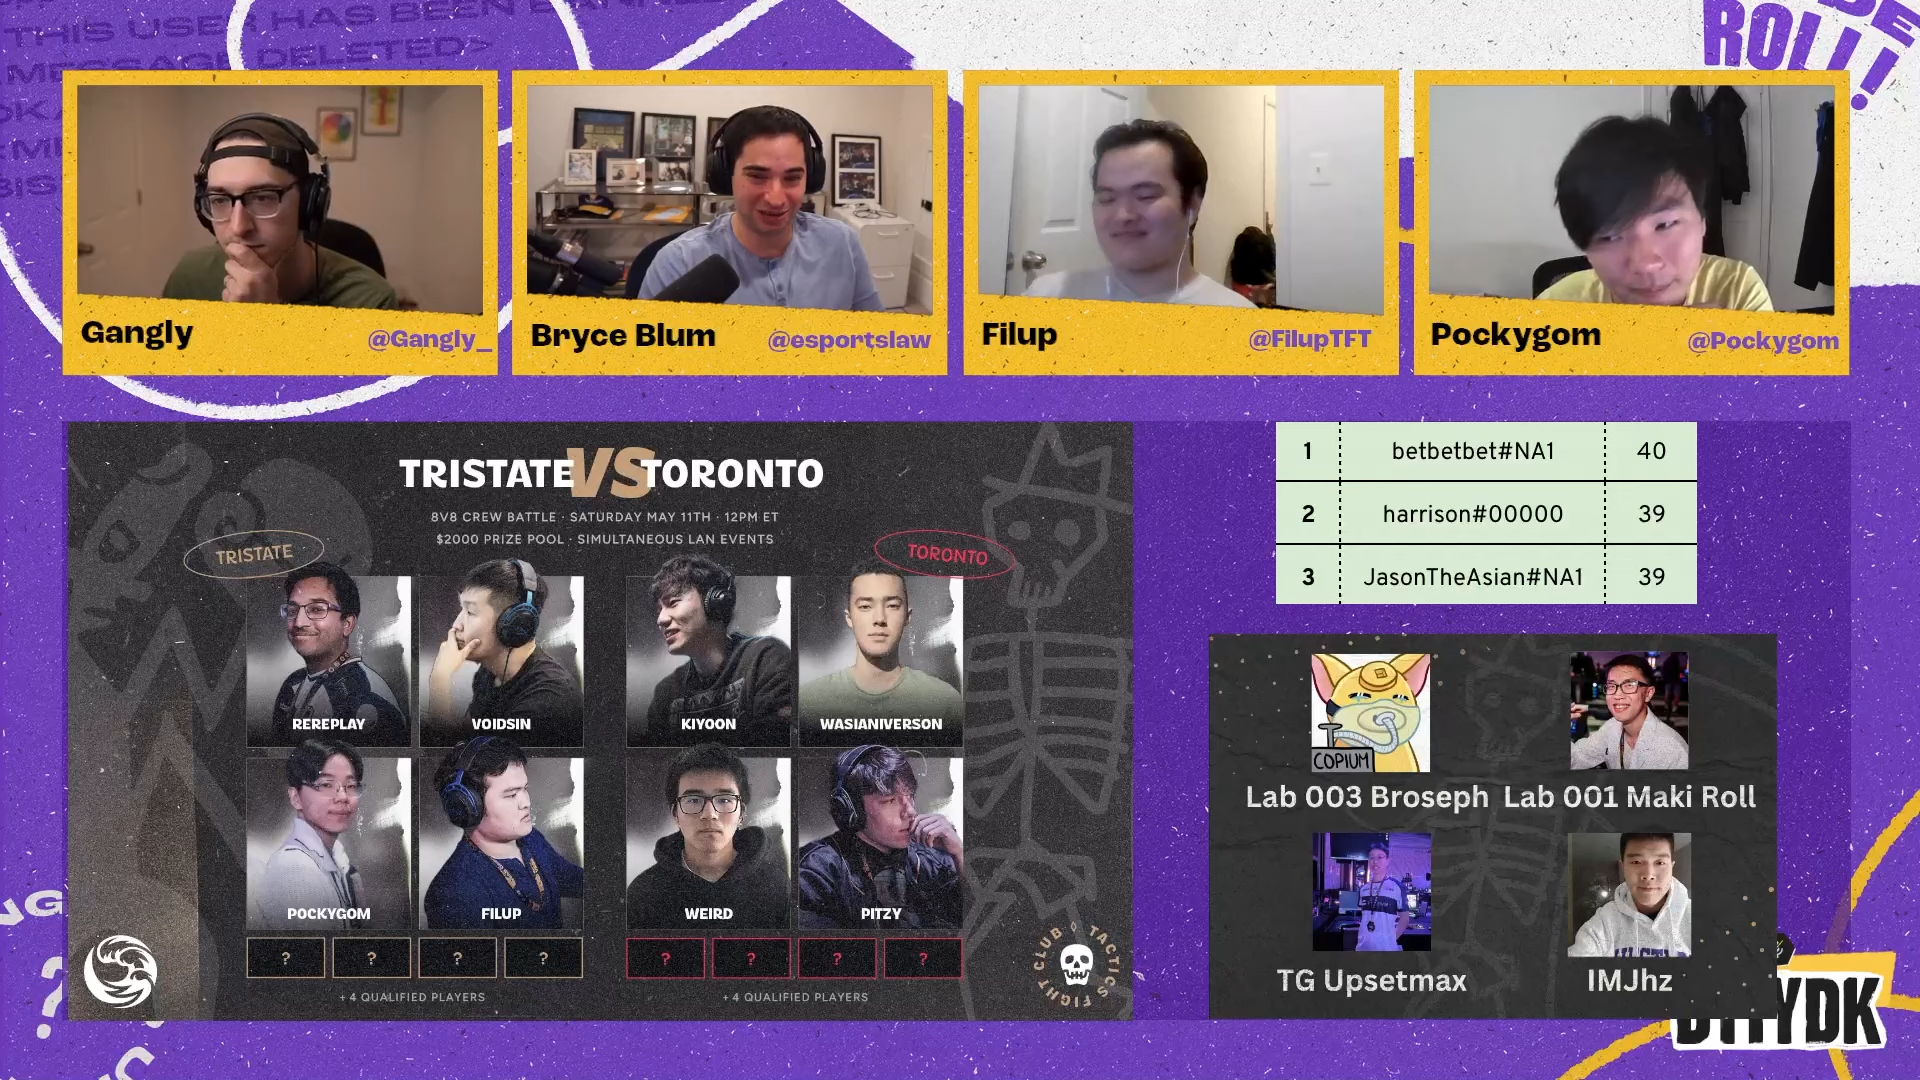 THIS USER HAS BEEN BANNED
MESSAGE DELETED>
ROLL!
Gangly
@Gangly_
Bryce Blum
@esportslaw
Filup
@FilupTFT
Pockygom
@Pockygom
TRISTATE VS TORONTO
8V8 CREW BATTLE · SATURDAY MAY 11TH · 12PM ET
$2000 PRIZE POOL · SIMULTANEOUS LAN EVENTS
TRISTATE
TORONTO
REREPLAY
VOIDSIN
KIYOON
WASIANIVERSON
POCKYGOM
FILUP
WEIRD
PITZY
? ? ? ?
? ? ? ?
+ 4 QUALIFIED PLAYERS
+ 4 QUALIFIED PLAYERS
TACTICS FIGHT CLUB
1 betbetbet#NA1 40
2 harrison#00000 39
3 JasonTheAsian#NA1 39
COPIUM
Lab 003 Broseph
Lab 001 Maki Roll
TG Upsetmax
IMJhz